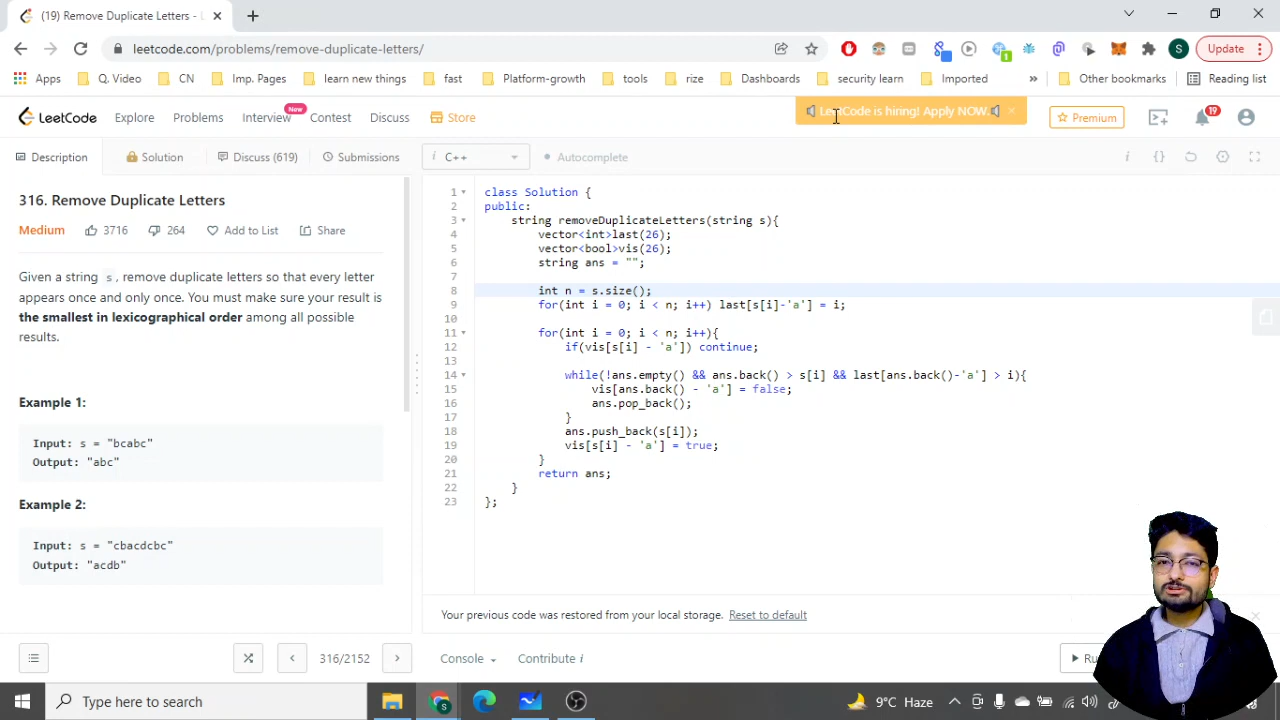 (19) Remove Duplicate Letters -
leetcode.com/problems/remove-duplicate-letters/
Update
Apps
Q. Video
CN
Imp. Pages
learn new things
fast
Platform-growth
tools
rize
Dashboards
security learn
Imported
»
Other bookmarks
Reading list
LeetCode
Explore
Problems
Interview
New
Contest
Discuss
Store
LeetCode is hiring! Apply NOW.
Premium
19
Description
Solution
Discuss (619)
Submissions
i C++
Autocomplete
316. Remove Duplicate Letters
Medium
3716
264
Add to List
Share
Given a string s, remove duplicate letters so that every letter
appears once and only once. You must make sure your result is
the smallest in lexicographical order among all possible
results.
Example 1:
Input: s = "bcabc"
Output: "abc"
Example 2:
Input: s = "cbacdcbc"
Output: "acdb"
1 class Solution {
2 public:
3 string removeDuplicateLetters(string s){
4 vector<int>last(26);
5 vector<bool>vis(26);
6 string ans = "";
7
8 int n = s.size();
9 for(int i = 0; i < n; i++) last[s[i]-'a'] = i;
10
11 for(int i = 0; i < n; i++){
12 if(vis[s[i] - 'a']) continue;
13
14 while(!ans.empty() && ans.back() > s[i] && last[ans.back()-'a'] > i){
15 vis[ans.back() - 'a'] = false;
16 ans.pop_back();
17 }
18 ans.push_back(s[i]);
19 vis[s[i] - 'a'] = true;
20 }
21 return ans;
22 }
23 };
Your previous code was restored from your local storage. Reset to default
316/2152
Console
Contribute i
Type here to search
9°C Haze